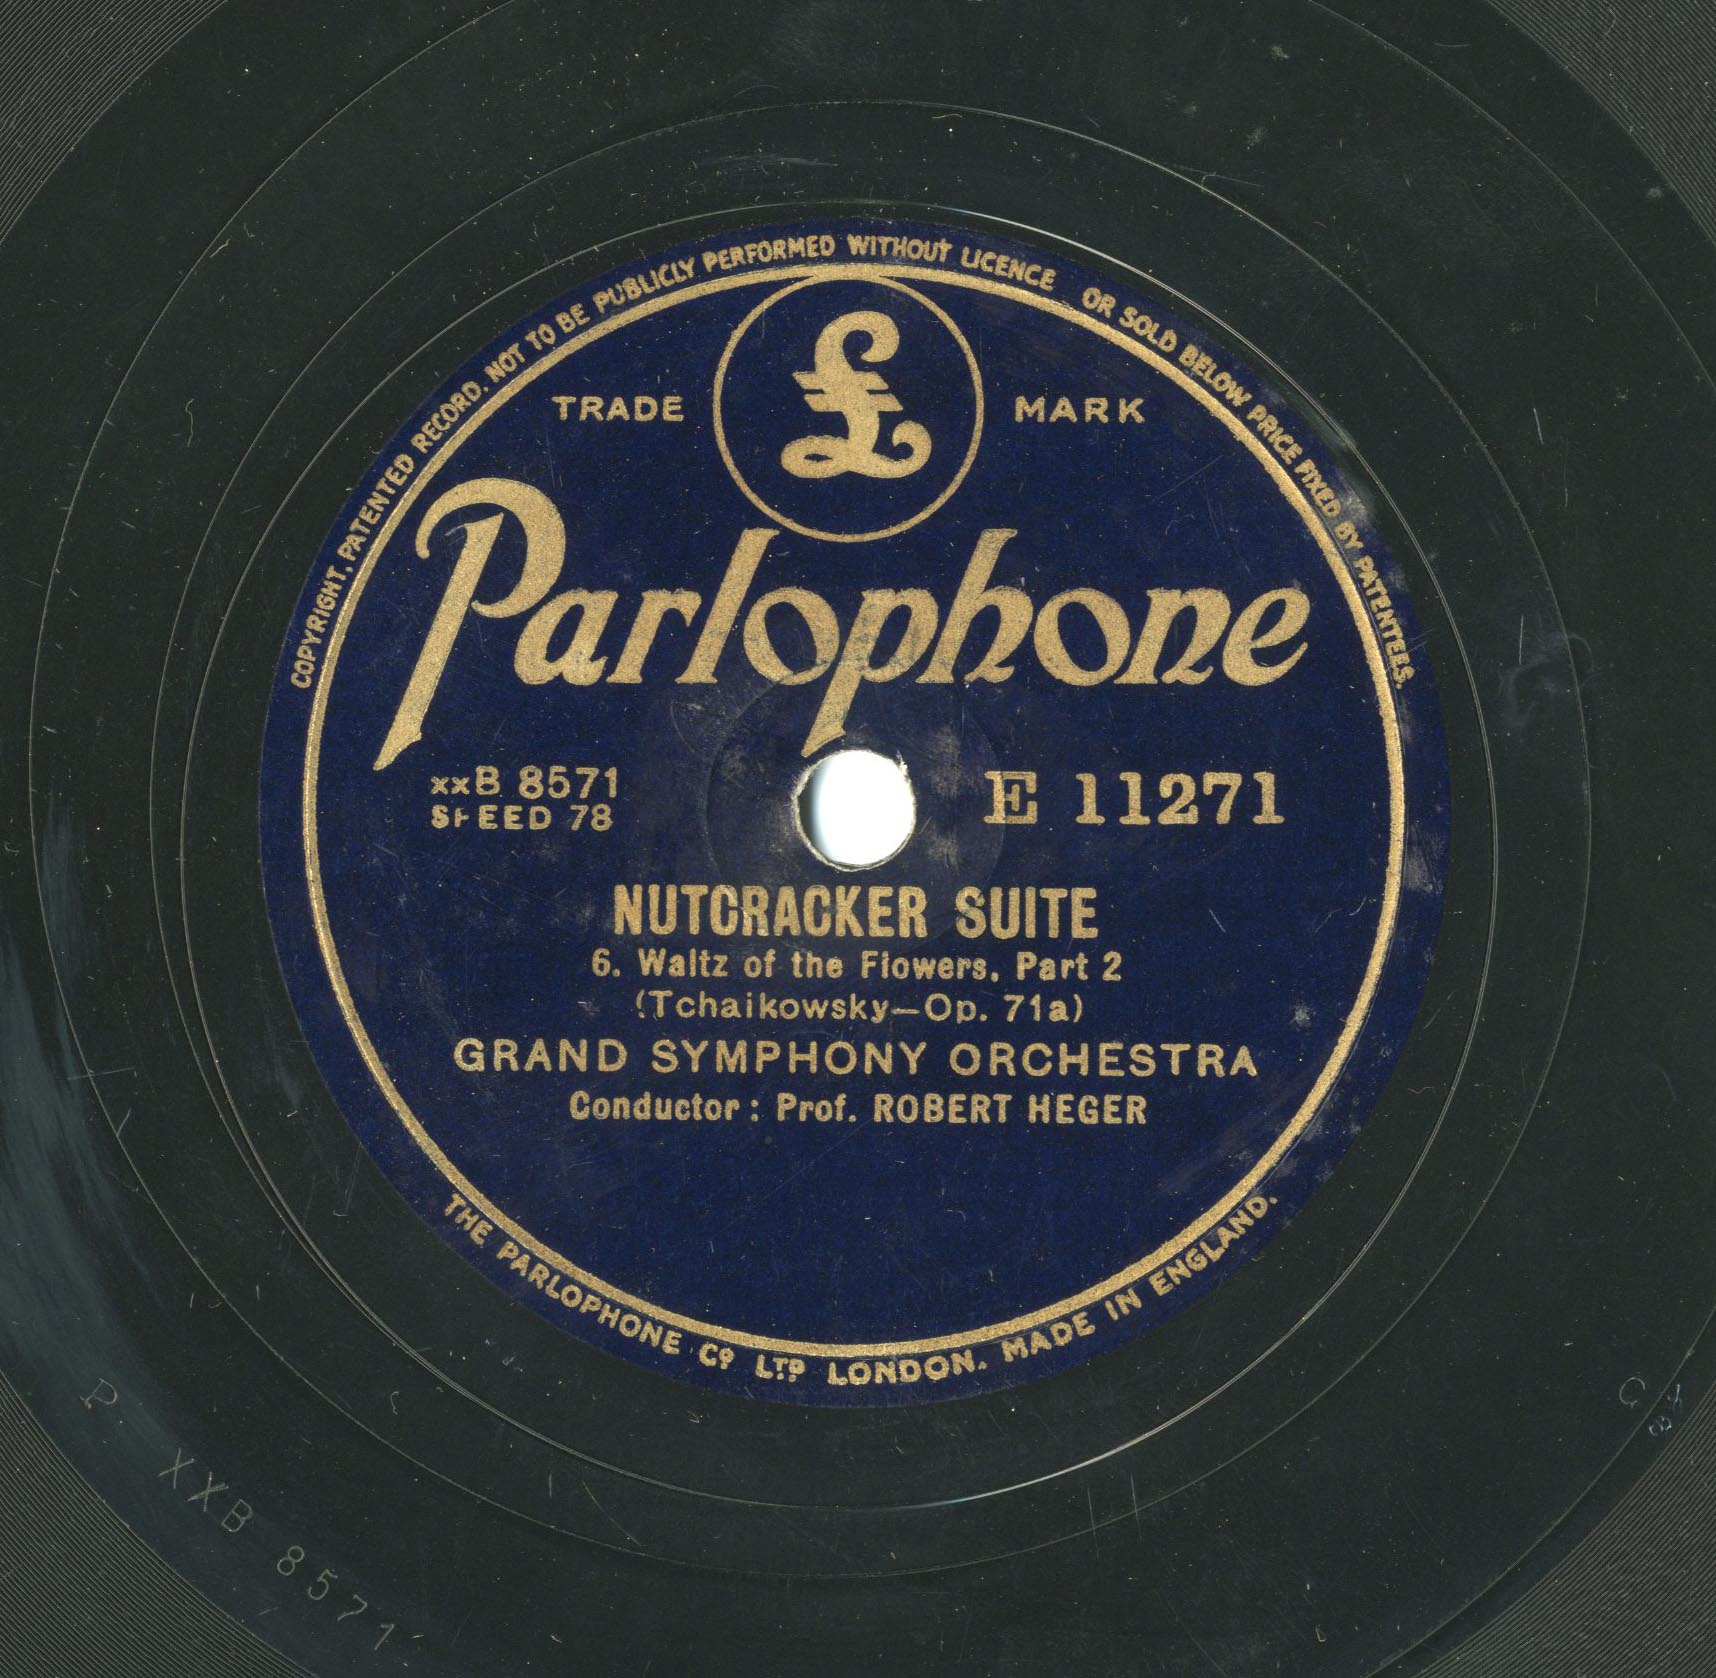 COPYRIGHT. PATENTED RECORD. NOT TO BE PUBLICLY PERFORMED WITHOUT LICENCE OR SOLD BELOW PRICE FIXED BY PATENTEES.
£
TRADE MARK
Parlophone
xxB 8571
SPEED 78
E 11271
NUTCRACKER SUITE
6. Waltz of the Flowers, Part 2
(Tchaikowsky—Op. 71a)
GRAND SYMPHONY ORCHESTRA
Conductor : Prof. ROBERT HEGER
THE PARLOPHONE Co LTD LONDON. MADE IN ENGLAND.
P XXB 8571